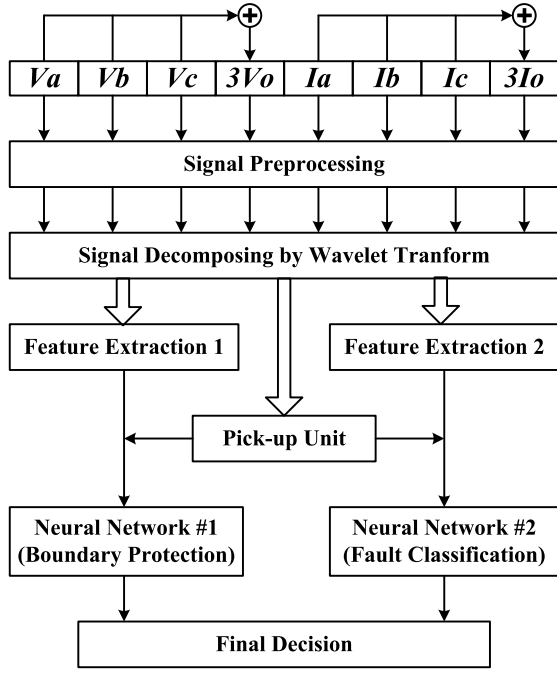 Va Vb Vc 3Vo Ia Ib Ic 3Io
Signal Preprocessing
Signal Decomposing by Wavelet Tranform
Feature Extraction 1
Feature Extraction 2
Pick-up Unit
Neural Network #1
(Boundary Protection)
Neural Network #2
(Fault Classification)
Final Decision